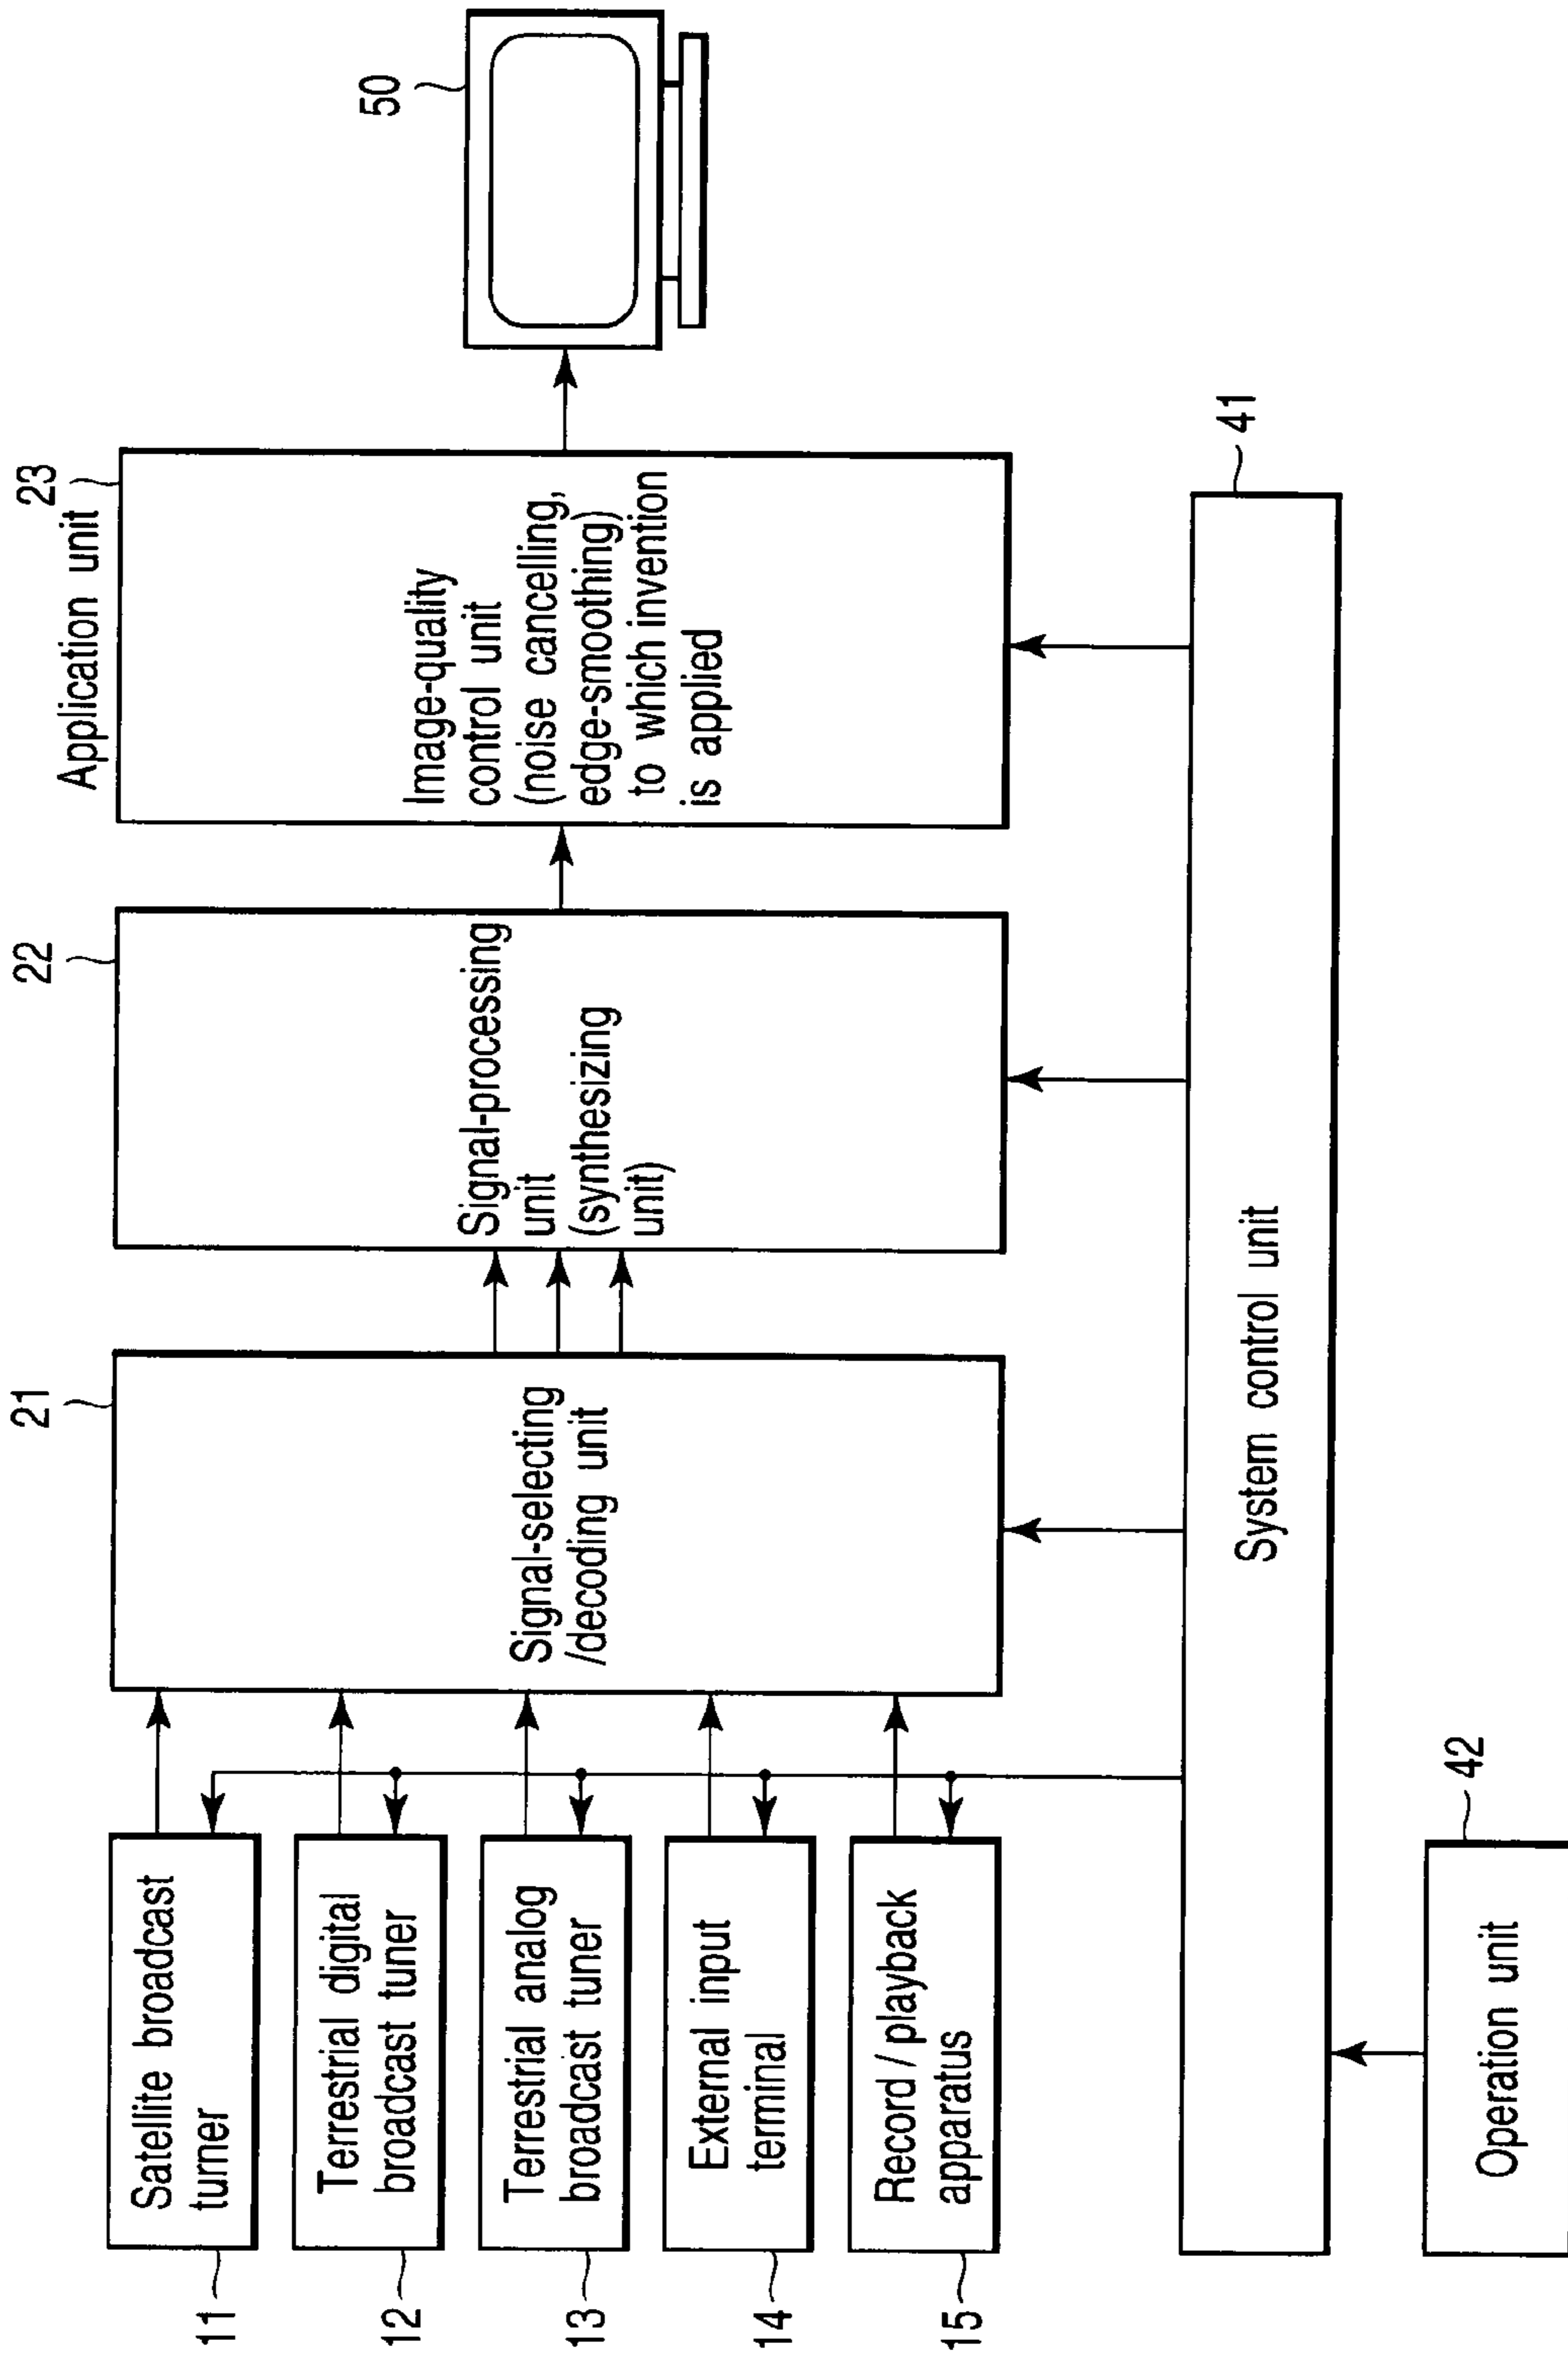 Application unit
23
22
21
50
11
Satellite broadcast
turner
12
Terrestrial digital
broadcast tuner
13
Terrestrial analog
broadcast tuner
14
External input
terminal
15
Record / playback
apparatus
Signal-selecting
/decoding unit
Signal-processing
unit
(synthesizing
unit)
Image-quality
control unit
(noise cancelling,
edge-smoothing)
to which invention
is applied
System control unit
41
Operation unit
42